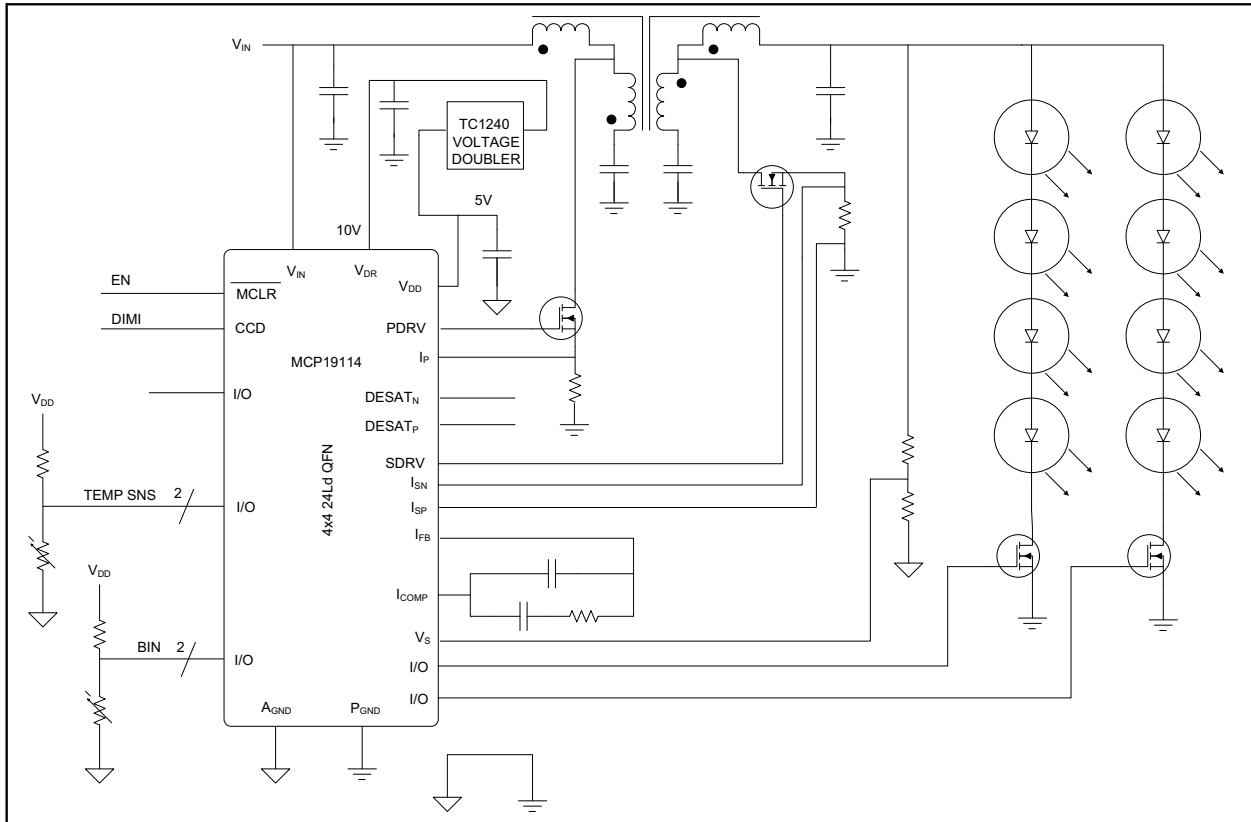 VIN
TC1240
VOLTAGE
DOUBLER
5V
10V
VIN
VDR
VDD
EN
MCLR
DIMI
CCD
PDRV
IP
MCP19114
I/O
DESATN
DESATP
VDD
4x4 24Ld QFN
SDRV
ISN
TEMP SNS
2
I/O
ISP
IFB
VDD
ICOMP
VS
BIN
2
I/O
I/O
I/O
AGND
PGND